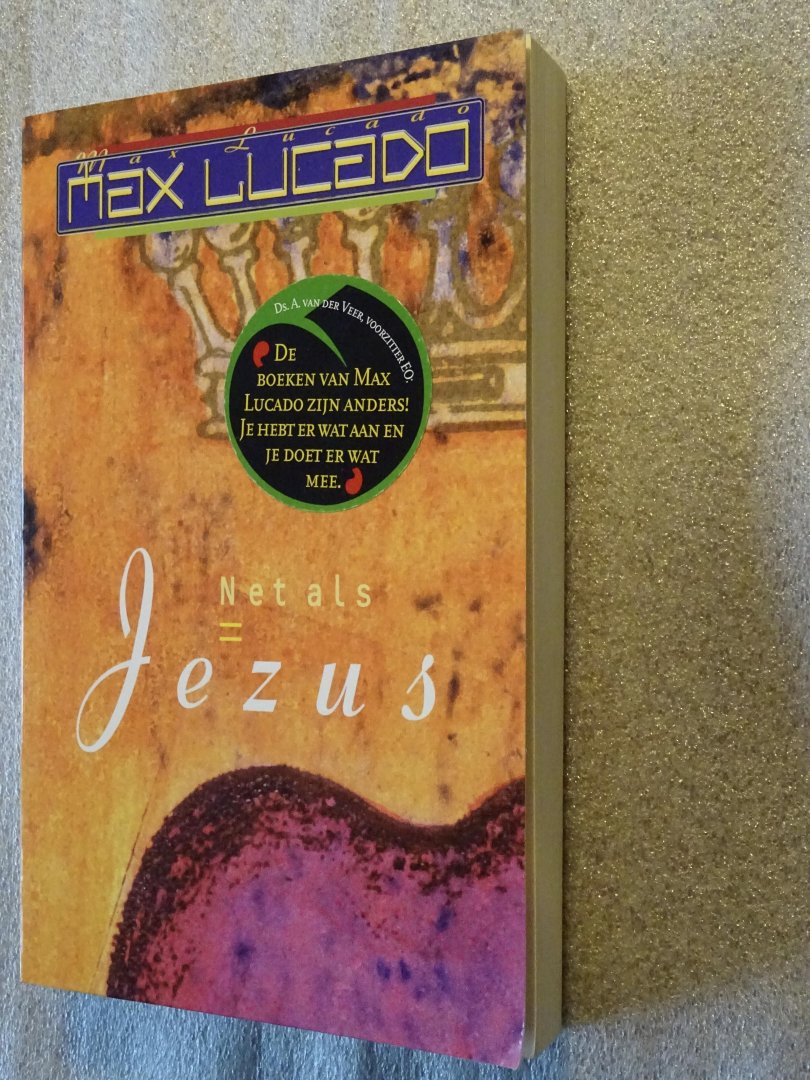 Max Lucado
MAX LUCADO
Ds. A. van der Veer, voorzitter EO:
‘De
boeken van Max
Lucado zijn anders!
Je hebt er wat aan en
je doet er wat
mee.’
Net als
=
Jezus